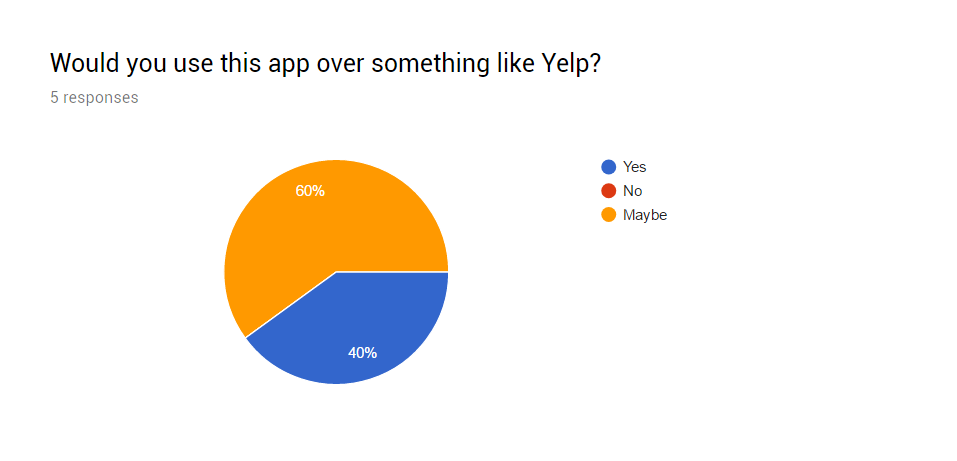 Would you use this app over something like Yelp?
5 responses
60%
40%
Yes
No
Maybe